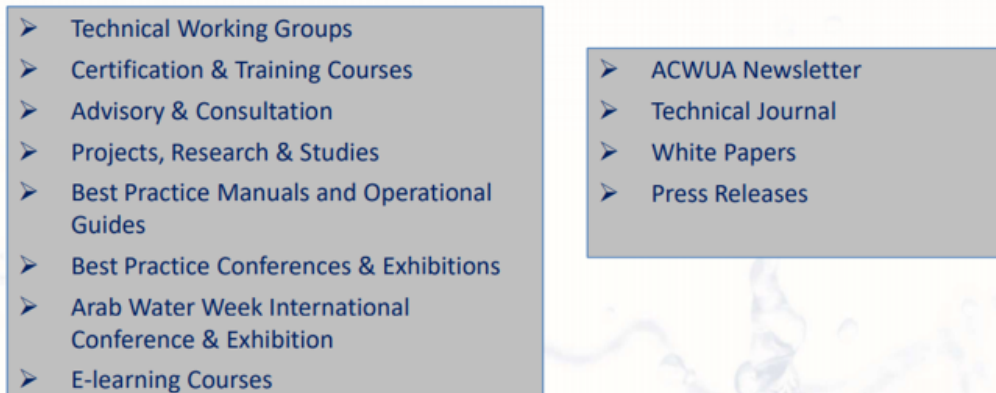 ➢ Technical Working Groups
➢ Certification & Training Courses
➢ Advisory & Consultation
➢ Projects, Research & Studies
➢ Best Practice Manuals and Operational
Guides
➢ Best Practice Conferences & Exhibitions
➢ Arab Water Week International
Conference & Exhibition
➢ E-learning Courses
➢ ACWUA Newsletter
➢ Technical Journal
➢ White Papers
➢ Press Releases